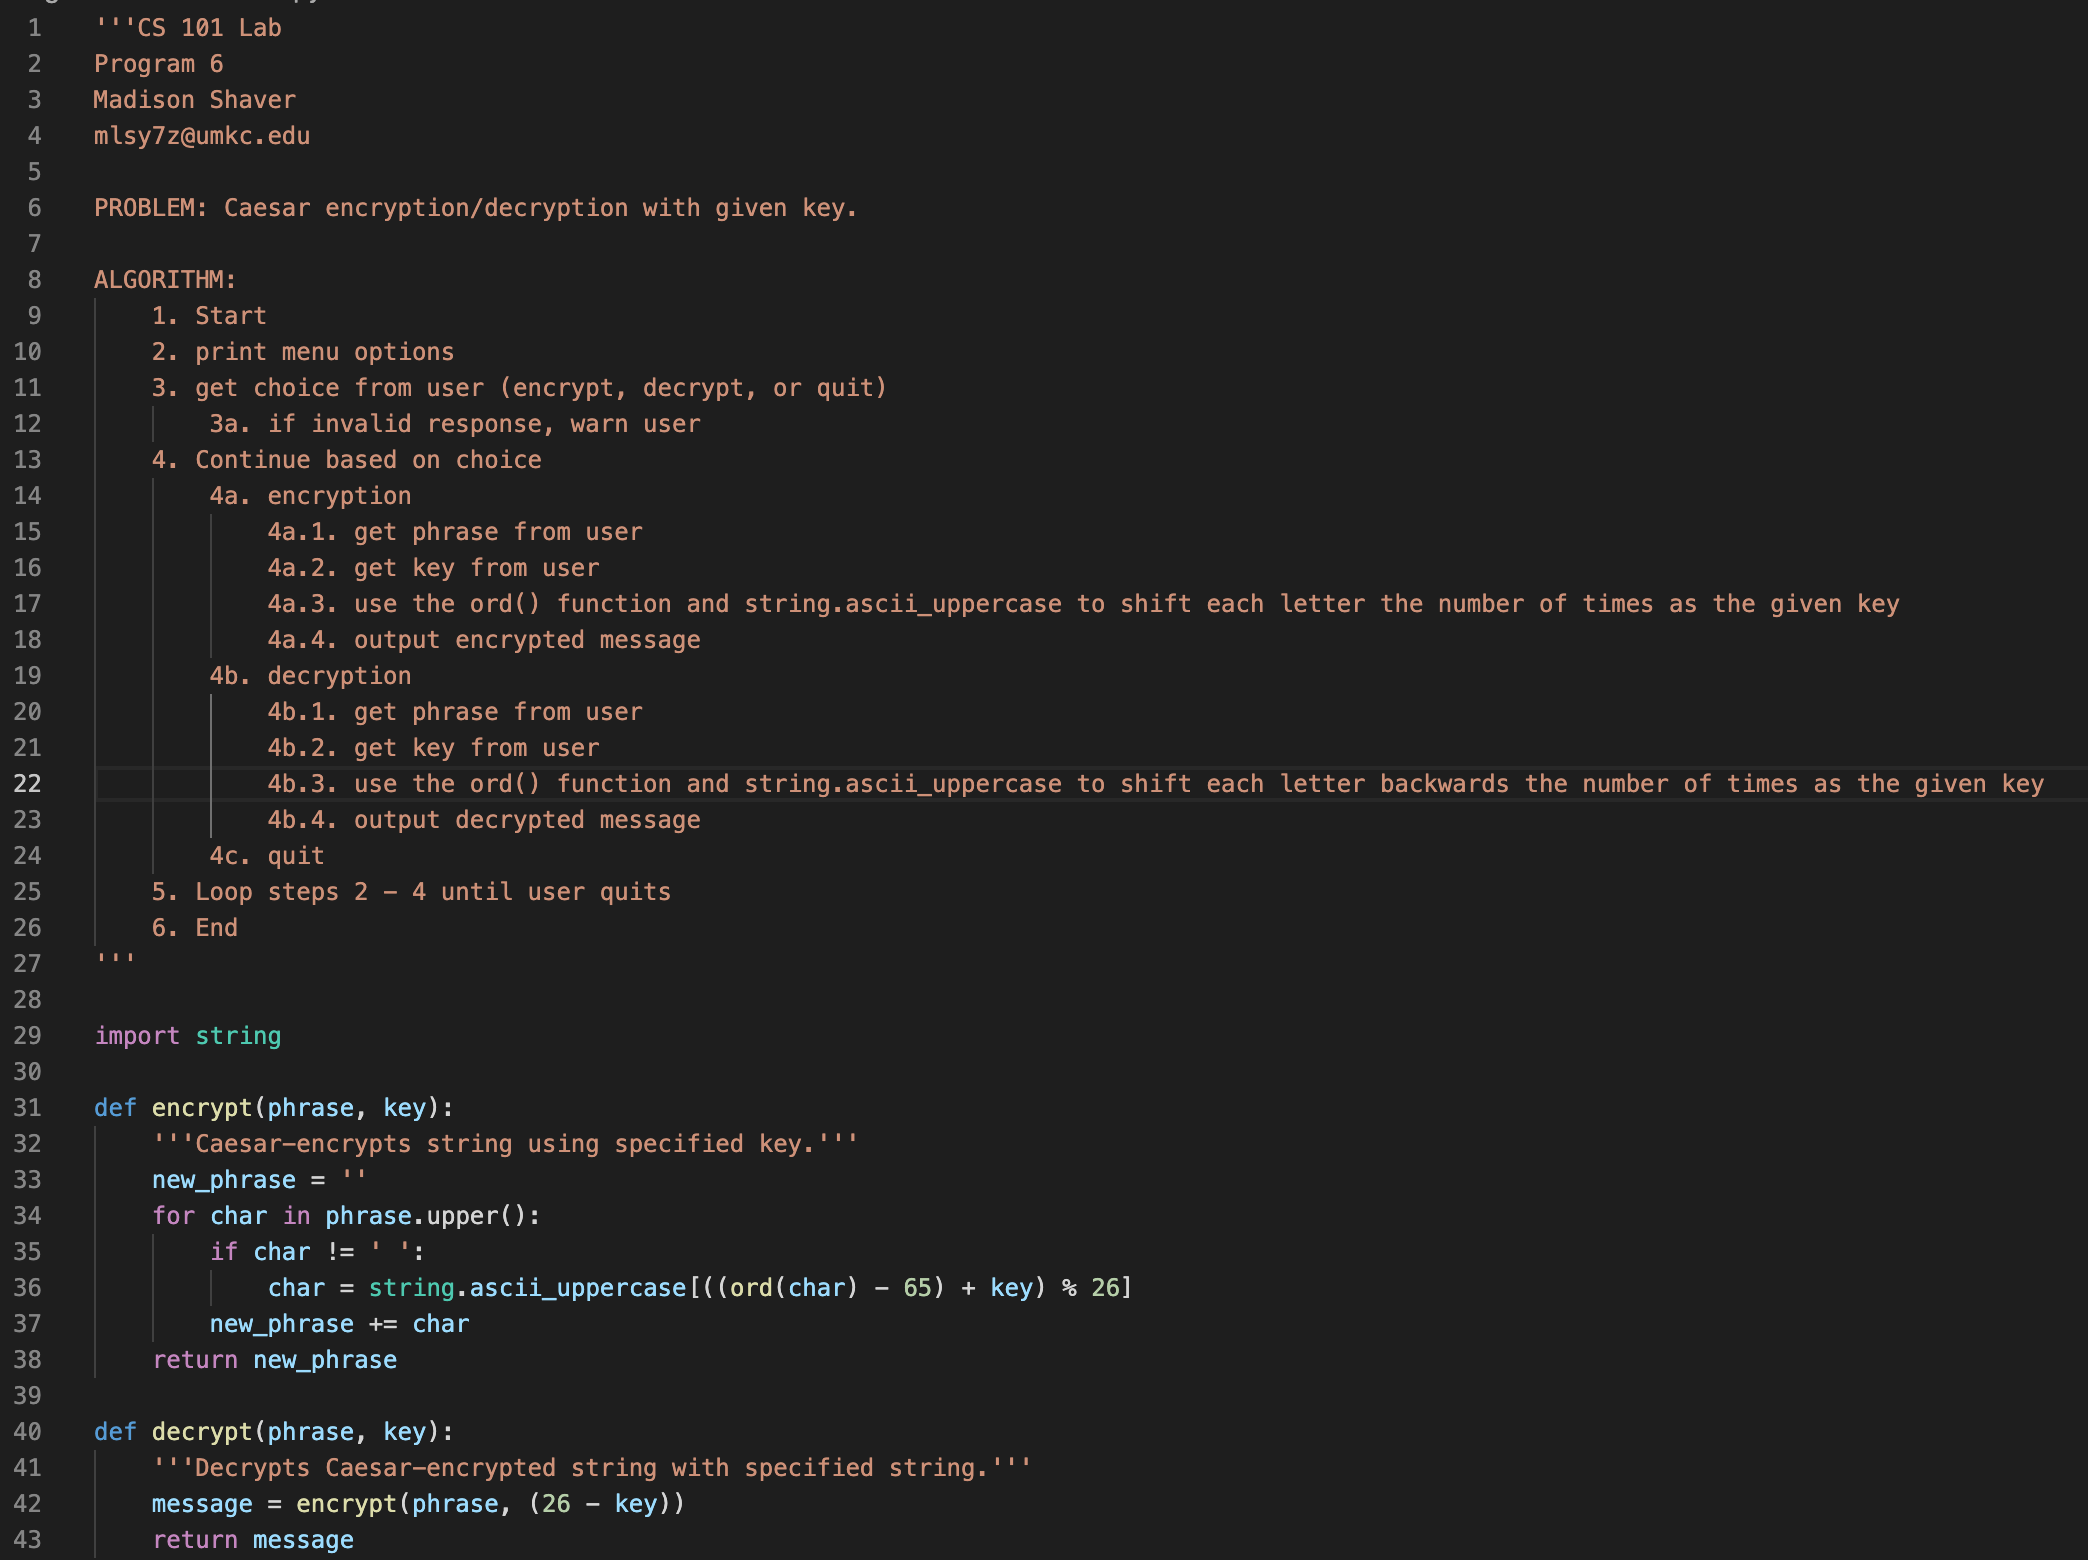 1 '''CS 101 Lab
2 Program 6
3 Madison Shaver
4 mlsy7z@umkc.edu
5
6 PROBLEM: Caesar encryption/decryption with given key.
7
8 ALGORITHM:
9     1. Start
10     2. print menu options
11     3. get choice from user (encrypt, decrypt, or quit)
12         3a. if invalid response, warn user
13     4. Continue based on choice
14         4a. encryption
15             4a.1. get phrase from user
16             4a.2. get key from user
17             4a.3. use the ord() function and string.ascii_uppercase to shift each letter the number of times as the given key
18             4a.4. output encrypted message
19         4b. decryption
20             4b.1. get phrase from user
21             4b.2. get key from user
22             4b.3. use the ord() function and string.ascii_uppercase to shift each letter backwards the number of times as the given key
23             4b.4. output decrypted message
24         4c. quit
25     5. Loop steps 2 - 4 until user quits
26     6. End
27 '''
28
29 import string
30
31 def encrypt(phrase, key):
32     '''Caesar-encrypts string using specified key.'''
33     new_phrase = ''
34     for char in phrase.upper():
35         if char != ' ':
36             char = string.ascii_uppercase[((ord(char) - 65) + key) % 26]
37         new_phrase += char
38     return new_phrase
39
40 def decrypt(phrase, key):
41     '''Decrypts Caesar-encrypted string with specified string.'''
42     message = encrypt(phrase, (26 - key))
43     return message